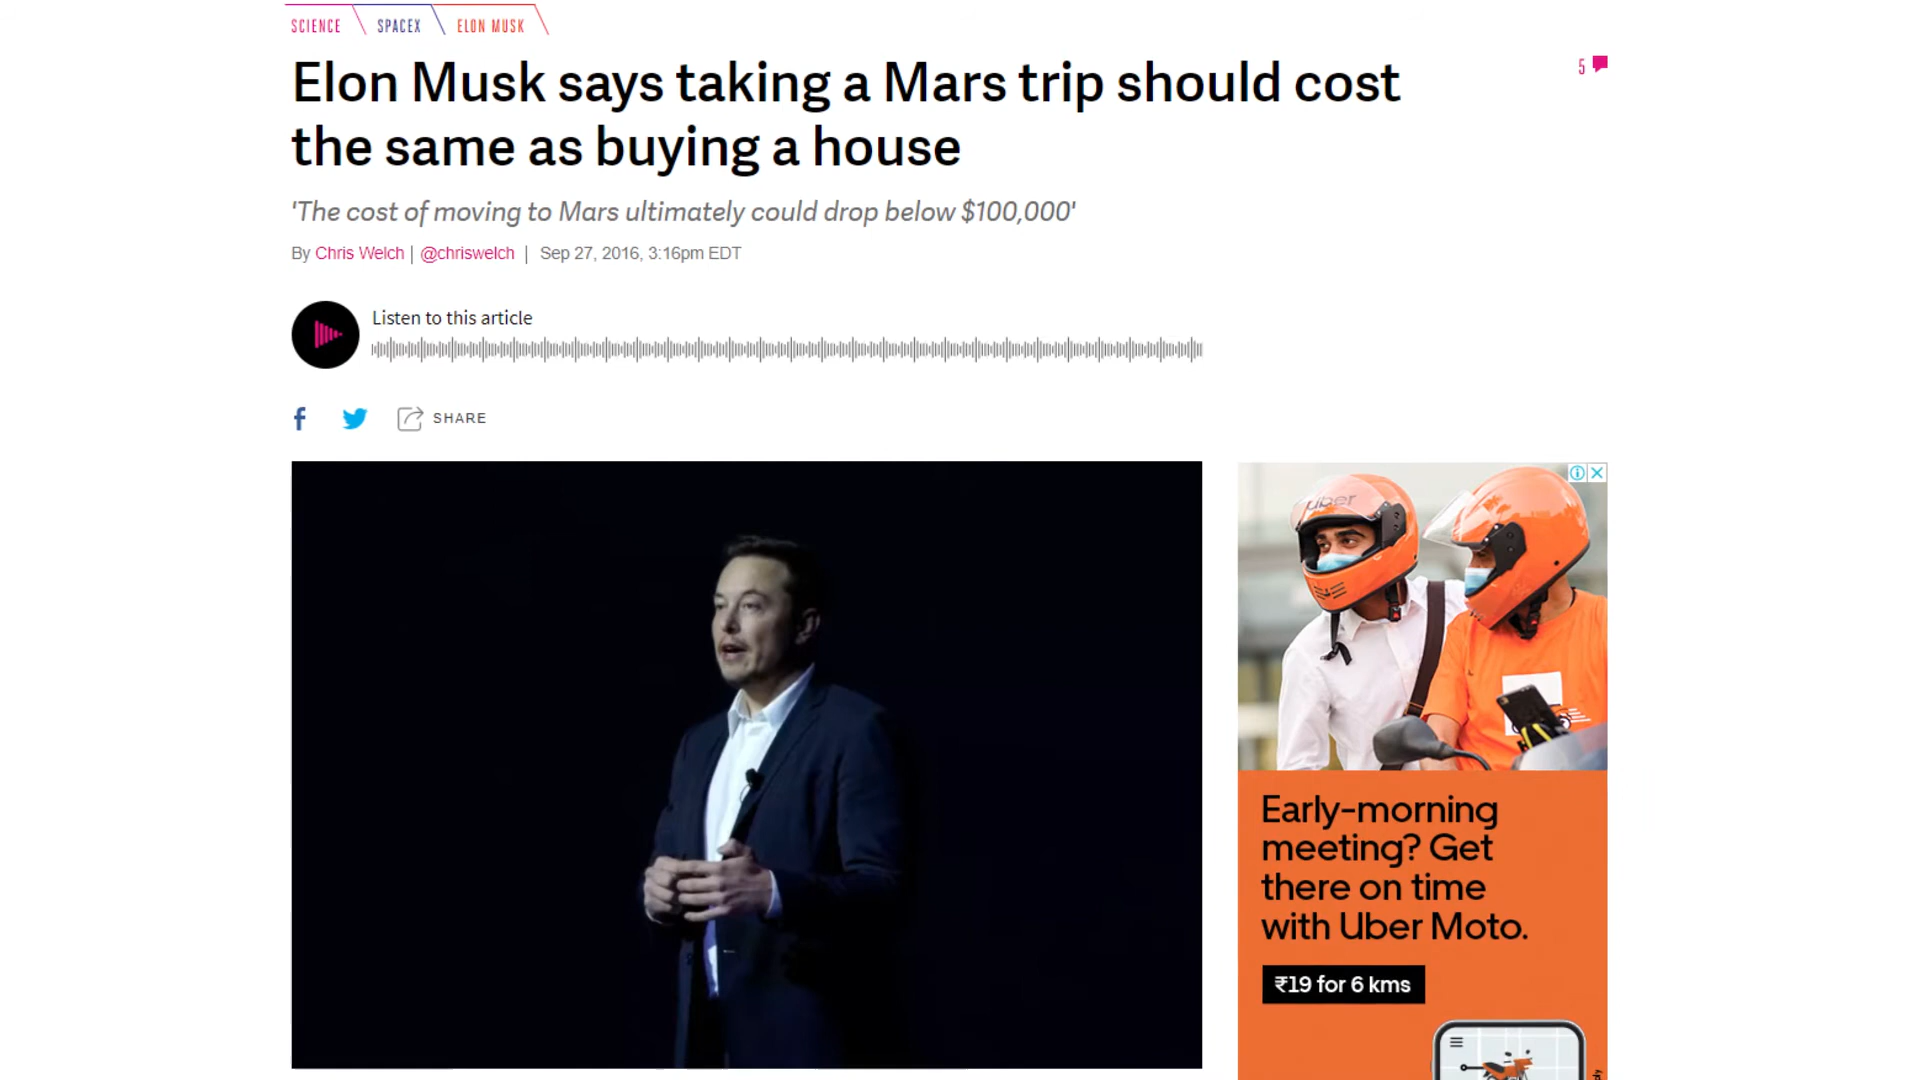 SCIENCE
SPACEX
ELON MUSK
Elon Musk says taking a Mars trip should cost
the same as buying a house
5
'The cost of moving to Mars ultimately could drop below $100,000'
By Chris Welch | @chriswelch | Sep 27, 2016, 3:16pm EDT
Listen to this article
SHARE
Uber
Early-morning
meeting? Get
there on time
with Uber Moto.
₹19 for 6 kms